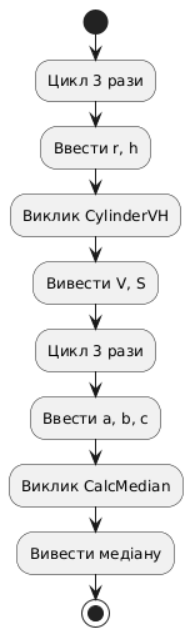 Цикл 3 рази
Ввести r, h
Виклик CylinderVH
Вивести V, S
Цикл 3 рази
Ввести a, b, c
Виклик CalcMedian
Вивести медіану